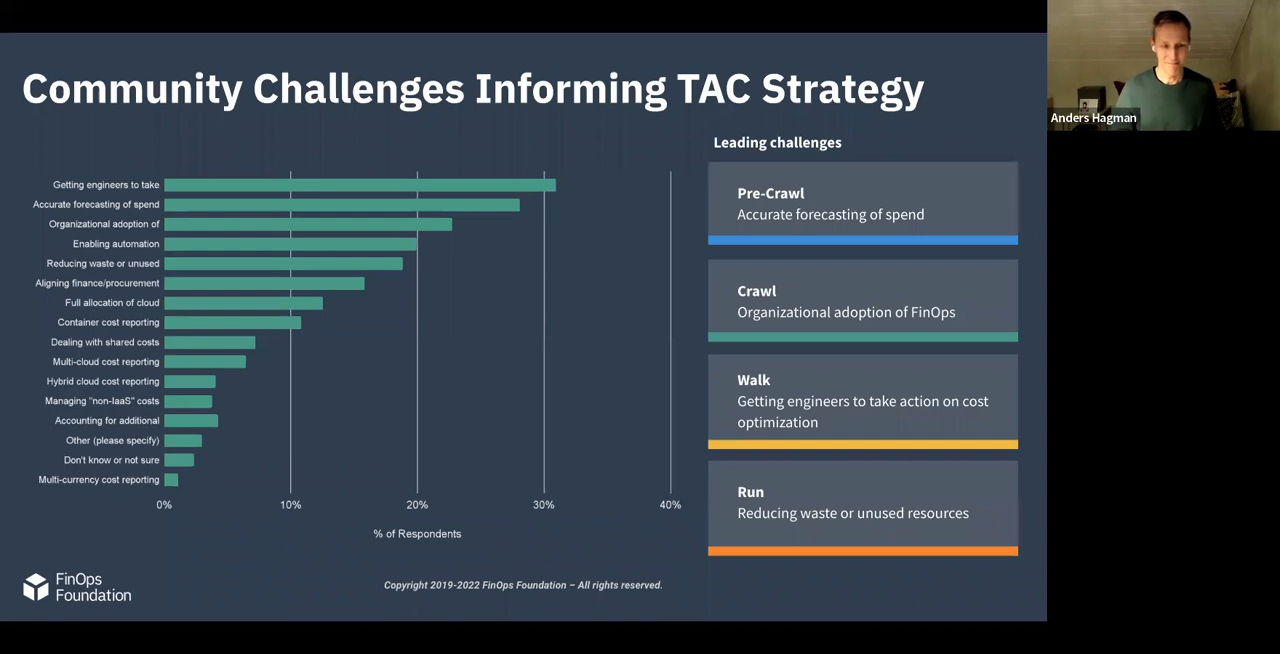 Community Challenges Informing TAC Strategy
Anders Hagman
Getting engineers to take
Accurate forecasting of spend
Organizational adoption of
Enabling automation
Reducing waste or unused
Aligning finance/procurement
Full allocation of cloud
Container cost reporting
Dealing with shared costs
Multi-cloud cost reporting
Hybrid cloud cost reporting
Managing "non-IaaS" costs
Accounting for additional
Other (please specify)
Don't know or not sure
Multi-currency cost reporting
0% 10% 20% 30% 40%
% of Respondents
Leading challenges
Pre-Crawl
Accurate forecasting of spend
Crawl
Organizational adoption of FinOps
Walk
Getting engineers to take action on cost
optimization
Run
Reducing waste or unused resources
FinOps
Foundation
Copyright 2019-2022 FinOps Foundation – All rights reserved.